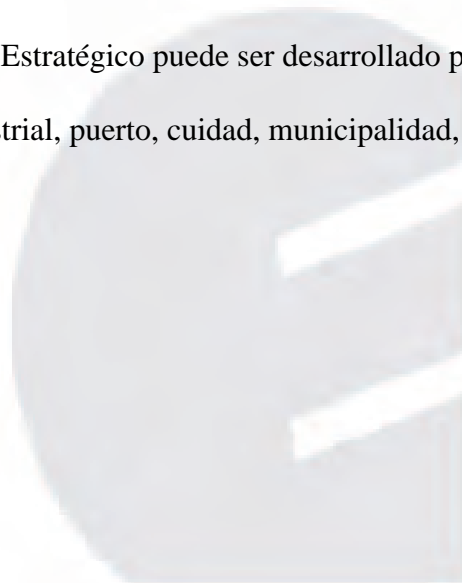 Estratégico puede ser desarrollado p
trial, puerto, cuidad, municipalidad,